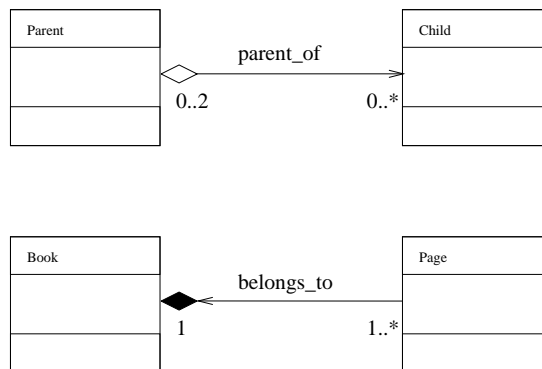 Parent
parent_of
Child
0..2
0..*
Book
belongs_to
Page
1
1..*